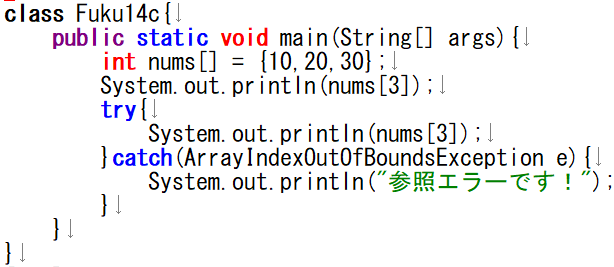 class Fuku14c{↓
    public static void main(String[] args){↓
        int nums[] = {10,20,30};↓
        System.out.println(nums[3]);↓
        try{↓
            System.out.println(nums[3]);↓
        }catch(ArrayIndexOutOfBoundsException e){↓
            System.out.println("参照エラーです！");
        }↓
    }↓
}↓